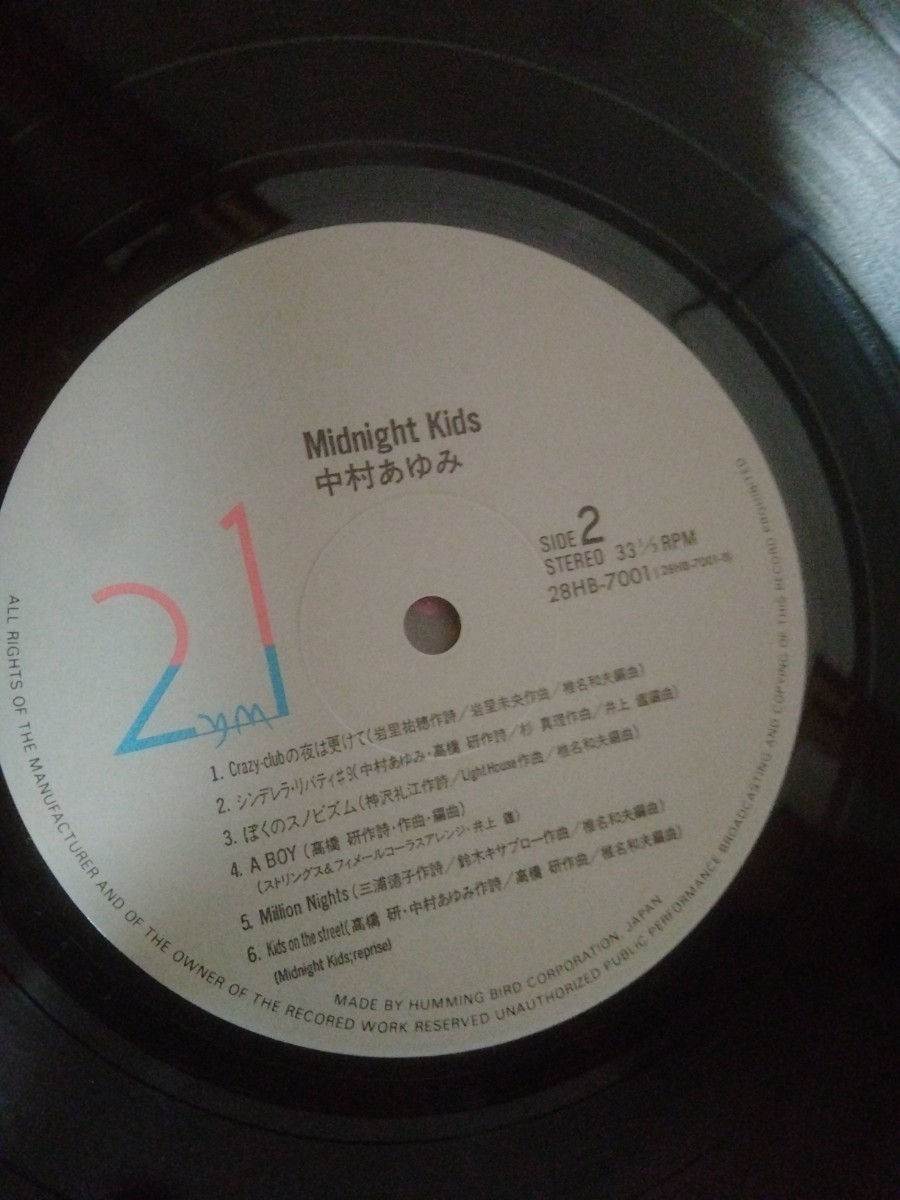 Midnight Kids
中村あゆみ
21
SIDE 2
STEREO 33⅓ RPM
28HB-7001 (28HB-7001-B)
1. Crazy-clubの夜は更けて(岩里祐穂作詩/岩里未央作曲/椎名和夫編曲)
2. シンデレラ・リバティ#9(中村あゆみ・高橋 研作詩/杉 真理作曲/井上 鑑編曲)
3. ぼくのスノビズム(神沢礼江作詩/Light House作曲/椎名和夫編曲)
4. A BOY (高橋 研作詩・作曲・編曲)
(ストリングス&フィメールコーラスアレンジ・井上 鑑)
5. Million Nights(三浦徳子作詩/鈴木キサブロー作曲/椎名和夫編曲)
6. Kids on the street(高橋 研・中村あゆみ作詩/高橋 研作曲/椎名和夫編曲)
(Midnight Kids;reprise)
MADE BY HUMMING BIRD CORPORATION, JAPAN
ALL RIGHTS OF THE MANUFACTURER AND OF THE OWNER OF THE RECORED WORK RESERVED UNAUTHORIZED PUBLIC PERFORMANCE BROADCASTING AND COPYING OF THIS RECORD PROHIBITED